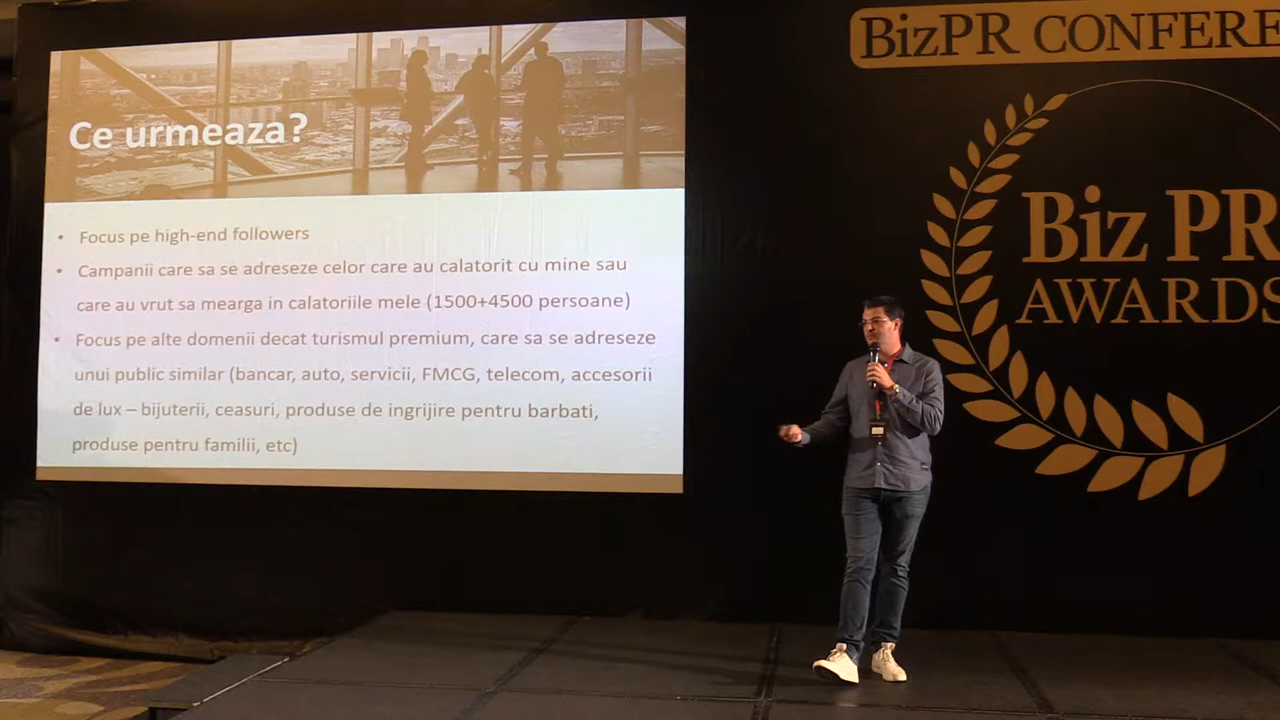 Ce urmeaza?
• Focus pe high-end followers
• Campanii care sa se adreseze celor care au calatorit cu mine sau
care au vrut sa mearga in calatoriile mele (1500+4500 persoane)
• Focus pe alte domenii decat turismul premium, care sa se adreseze
unui public similar (bancar, auto, servicii, FMCG, telecom, accesorii
de lux – bijuterii, ceasuri, produse de ingrijire pentru barbati,
produse pentru familii, etc)
BizPR CONFERE
Biz PR
AWARDS